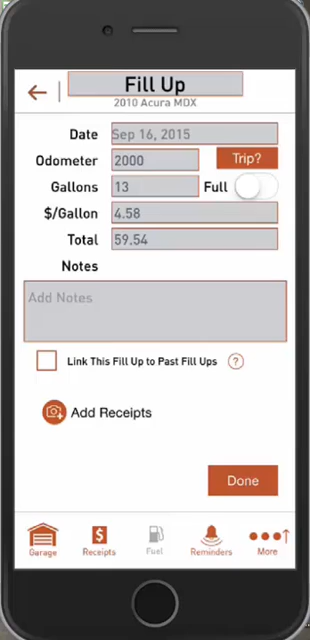 Fill Up
2010 Acura MDX
Date Sep 16, 2015
Odometer 2000 Trip?
Gallons 13 Full
$/Gallon 4.58
Total 59.54
Notes
Add Notes
Link This Fill Up to Past Fill Ups ?
Add Receipts
Done
Garage Receipts Fuel Reminders More